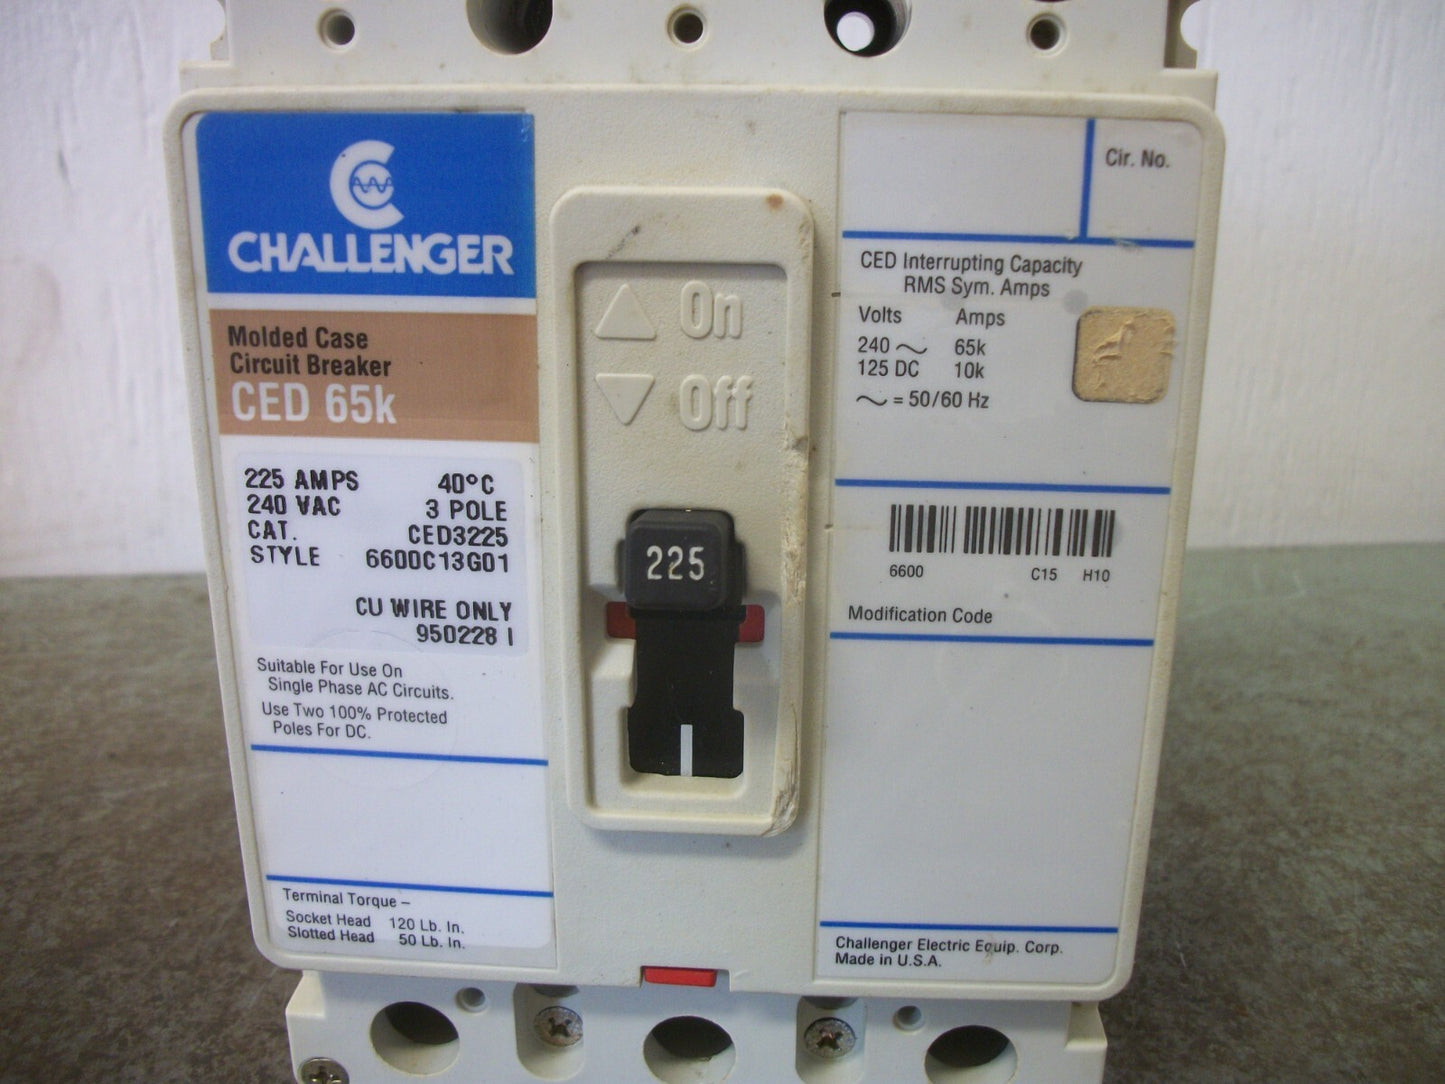 CHALLENGER
Molded Case
Circuit Breaker
CED 65k
225 AMPS 40°C
240 VAC 3 POLE
CAT. CED3225
STYLE 6600C13G01
CU WIRE ONLY
950228 I
Suitable For Use On
Single Phase AC Circuits.
Use Two 100% Protected
Poles For DC.
Terminal Torque –
Socket Head 120 Lb. In.
Slotted Head 50 Lb. In.
On
Off
225
Cir. No.
CED Interrupting Capacity
RMS Sym. Amps
Volts Amps
240 ~ 65k
125 DC 10k
~ = 50/60 Hz
6600 C15 H10
Modification Code
Challenger Electric Equip. Corp.
Made in U.S.A.